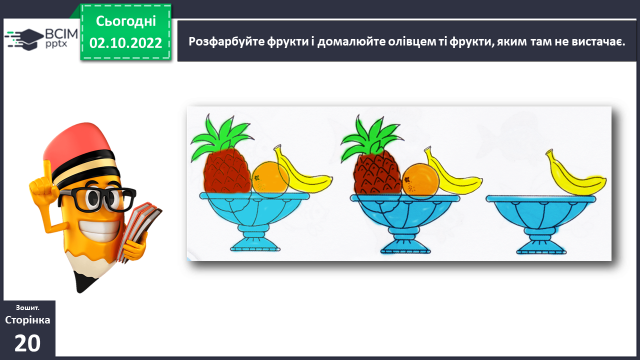 ВСІМ
pptx
Сьогодні
02.10.2022
Розфарбуйте фрукти і домалюйте олівцем ті фрукти, яким там не вистачає.
Зошит.
Сторінка
20